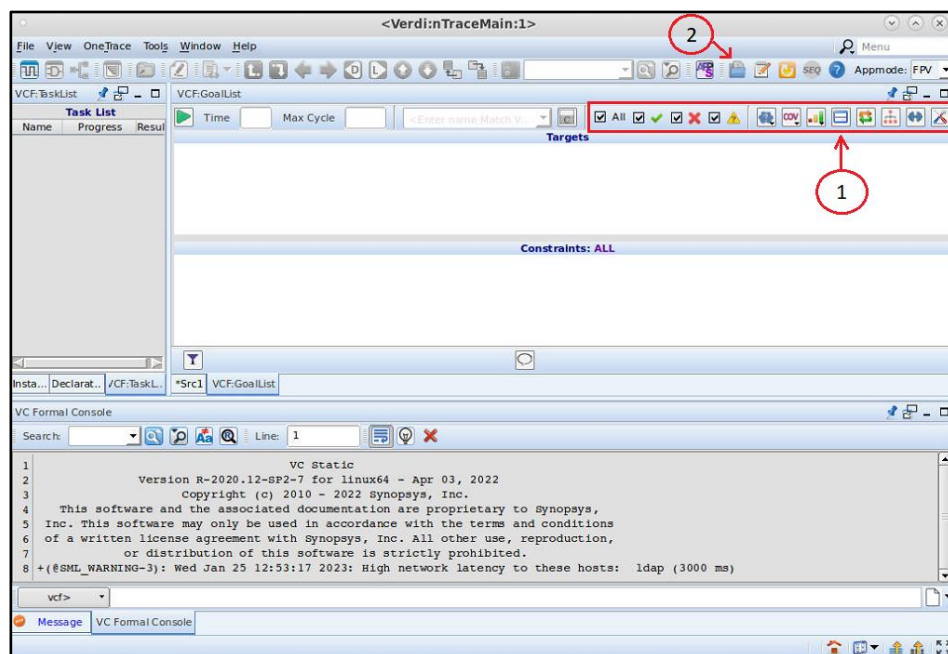 <Verdi:nTraceMain:1>
2
File View OneTrace Tools Window Help
Menu
SEQ
Appmode: FPV
VCF:TaskList
VCF:GoalList
Task List
Name Progress Resul
Time Max Cycle <Enter name Match V... All
COV
Targets
1
Constraints: ALL
Insta... Declarat.. /CF:TaskL.. *Src1 VCF:GoalList
VC Formal Console
Search: Line: 1
1 VC Static
2 Version R-2020.12-SP2-7 for linux64 - Apr 03, 2022
3 Copyright (c) 2010 - 2022 Synopsys, Inc.
4 This software and the associated documentation are proprietary to Synopsys,
5 Inc. This software may only be used in accordance with the terms and conditions
6 of a written license agreement with Synopsys, Inc. All other use, reproduction,
7 or distribution of this software is strictly prohibited.
8 +(@SML_WARNING-3): Wed Jan 25 12:53:17 2023: High network latency to these hosts: ldap (3000 ms)
vcf>
Message VC Formal Console